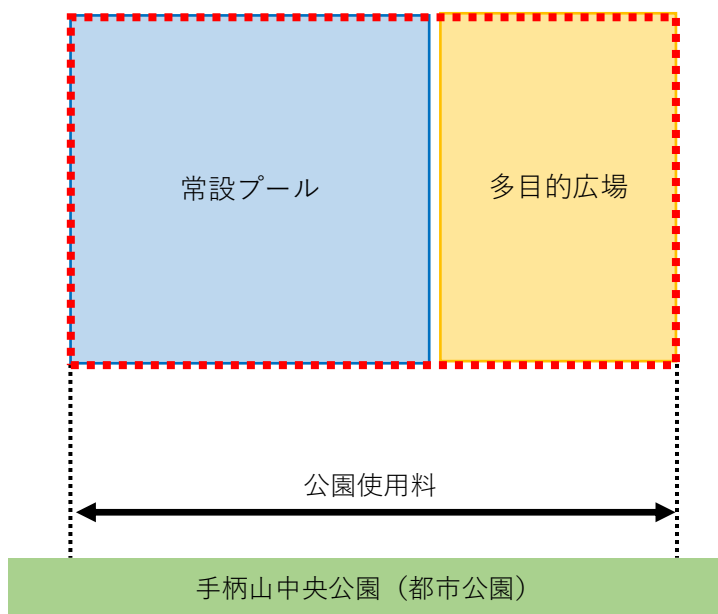 常設プール
多目的広場
公園使用料
手柄山中央公園（都市公園）